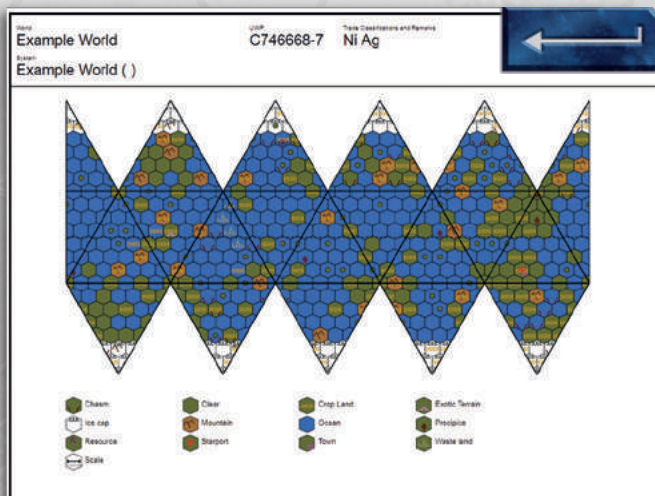 World
UWP
Trade Classifications and Remarks
Example World
C746668-7
Ni Ag
System
Example World ( )
Chasm
Clear
Crop Land
Exotic Terrain
Ice cap
Mountain
Ocean
Precipice
Resource
Starport
Town
Waste land
Scale